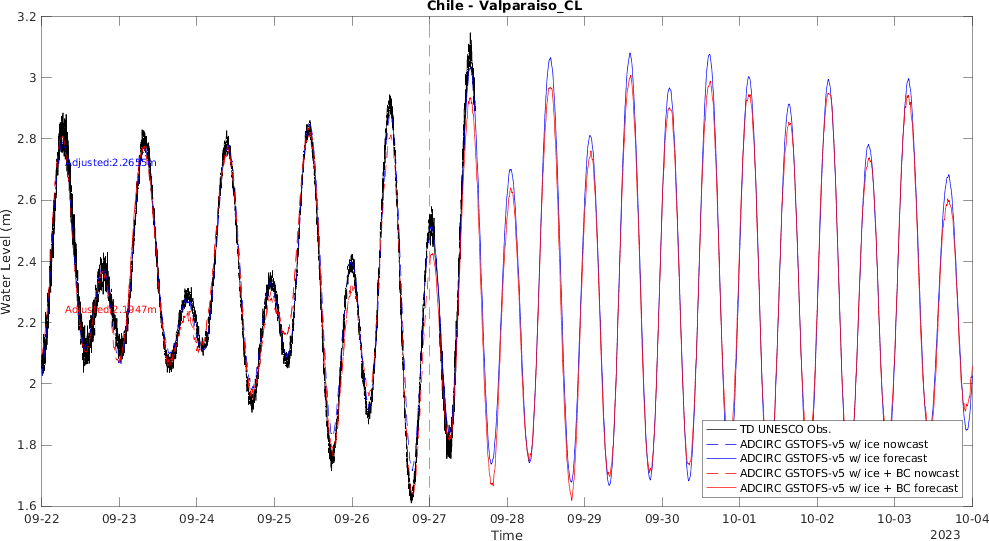 Chile - Valparaiso_CL
3.2
3
2.8
2.6
2.4
2.2
2
1.8
1.6
Water Level (m)
Adjusted:2.2655m
Adjusted:2.1947m
TD UNESCO Obs.
ADCIRC GSTOFS-v5 w/ ice nowcast
ADCIRC GSTOFS-v5 w/ ice forecast
ADCIRC GSTOFS-v5 w/ ice + BC nowcast
ADCIRC GSTOFS-v5 w/ ice + BC forecast
09-22 09-23 09-24 09-25 09-26 09-27 09-28 09-29 09-30 10-01 10-02 10-03 10-04
Time
2023